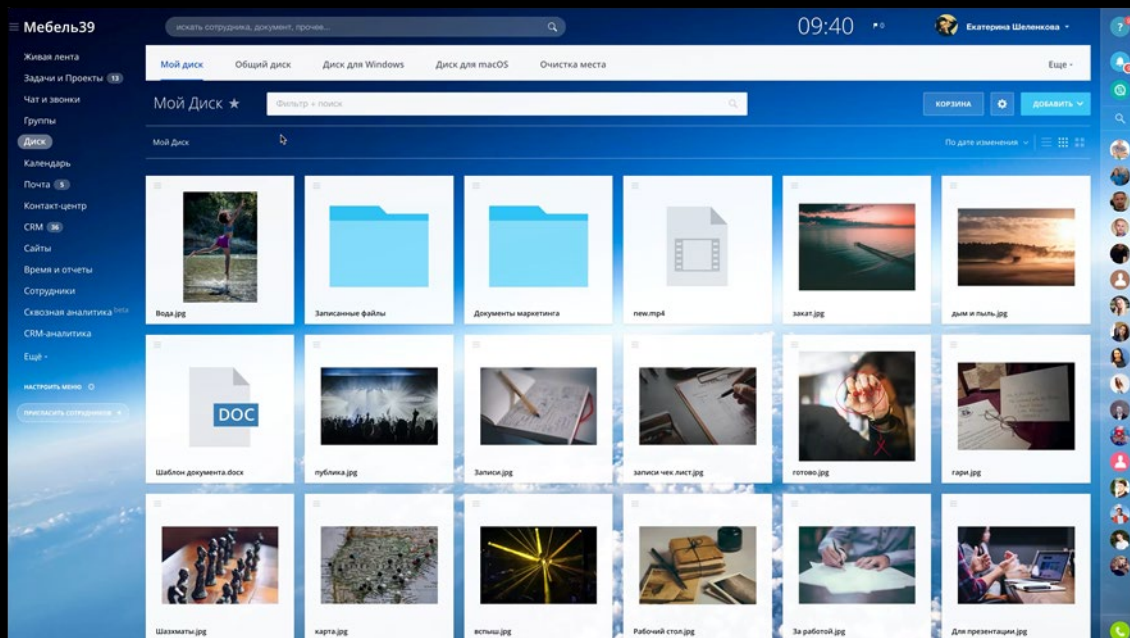 Мебель39
искать сотрудника, документ, прочее...
09:40
0
Екатерина Шеленкова
?
Живая лента
Задачи и Проекты 13
Чат и звонки
Группы
Диск
Календарь
Почта 5
Контакт-центр
CRM 36
Сайты
Время и отчеты
Сотрудники
Сквозная аналитика beta
CRM-аналитика
Ещё
НАСТРОИТЬ МЕНЮ
ПРИГЛАСИТЬ СОТРУДНИКОВ
Мой диск Общий диск Диск для Windows Диск для macOS Очистка места Еще
Мой Диск ★ Фильтр + поиск КОРЗИНА ДОБАВИТЬ
Мой Диск По дате изменения
Вода.jpg Записанные файлы Документы маркетинга new.mp4 закат.jpg дым и пыль.jpg
DOC
Шаблон документа.docx публика.jpg Записи.jpg записи чек лист.jpg готово.jpg гари.jpg
Шахматы.jpg карта.jpg вспыш.jpg Рабочий стол.jpg За работой.jpg Для презентации.jpg